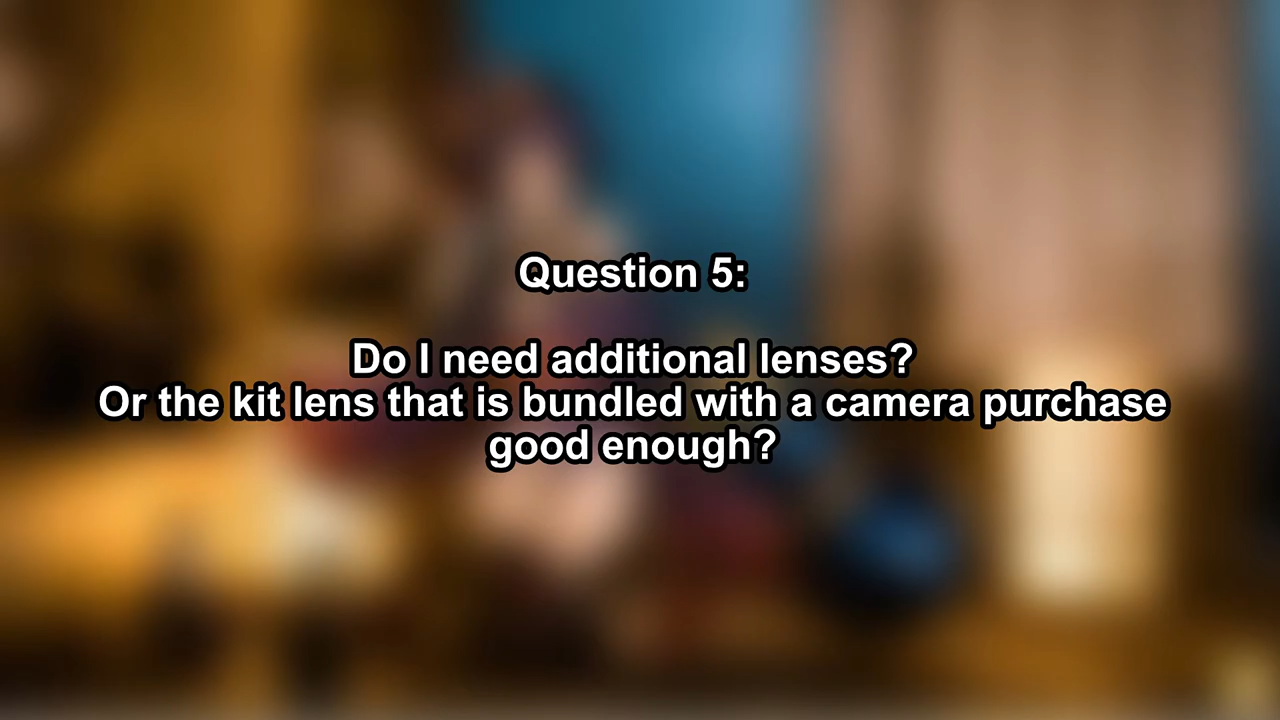 Question 5:
Do I need additional lenses?
Or the kit lens that is bundled with a camera purchase
good enough?